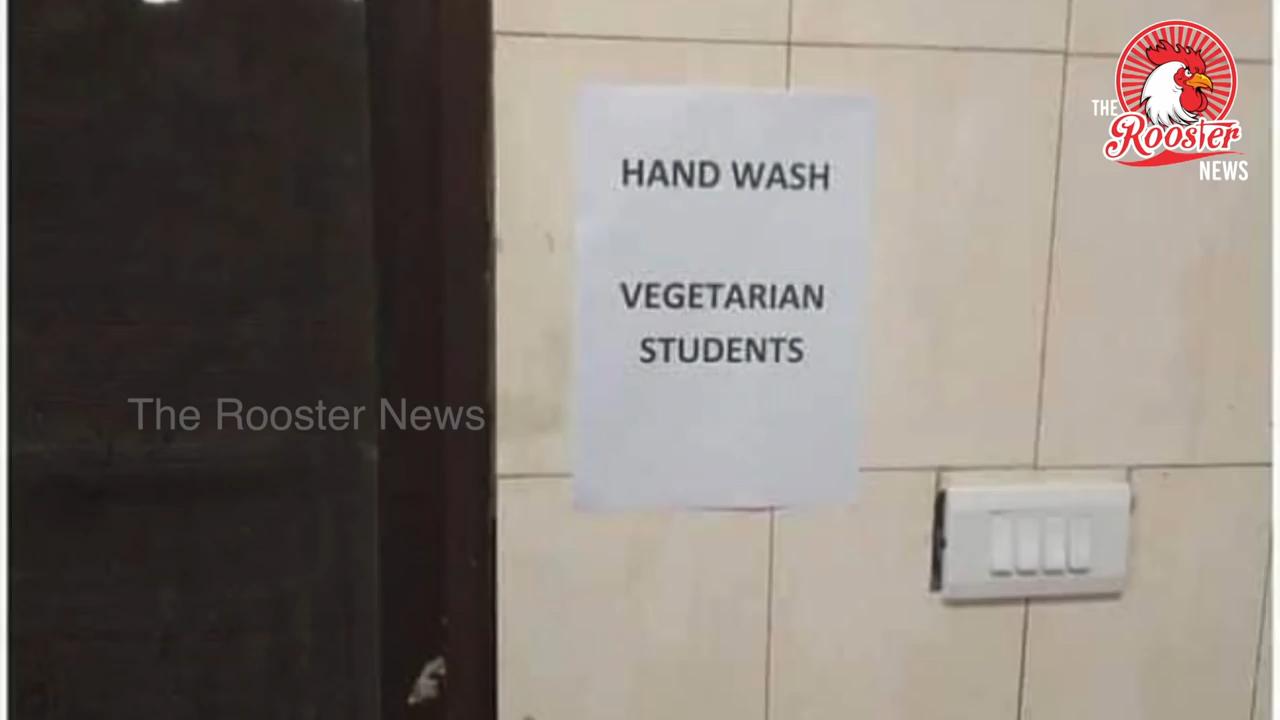 THE
Rooster
NEWS
HAND WASH
VEGETARIAN
STUDENTS
The Rooster News